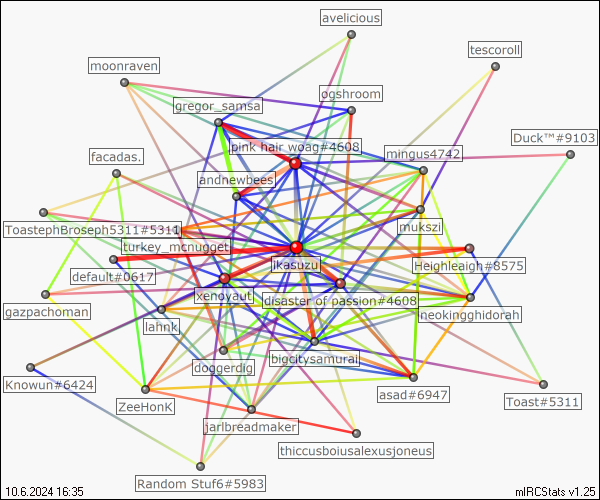 avelicious
tescoroll
moonraven
ogshroom
gregor_samsa
Duck™#9103
pink hair woag#4608
mingus4742
facadas.
andnewbees
ToastephBroseph5311#5311
mukszi
turkey_mcnugget
jkasuzu
default#0617
Heighleigh#8575
xenoyaut
disaster of passion#4608
gazpachoman
neokingghidorah
lahnk
bigcitysamurai
doggerdig
Knowun#6424
asad#6947
Toast#5311
ZeeHonK
jarlbreadmaker
thiccusboiusalexusjoneus
Random Stuf6#5983
10.6.2024 16:35
mIRCStats v1.25